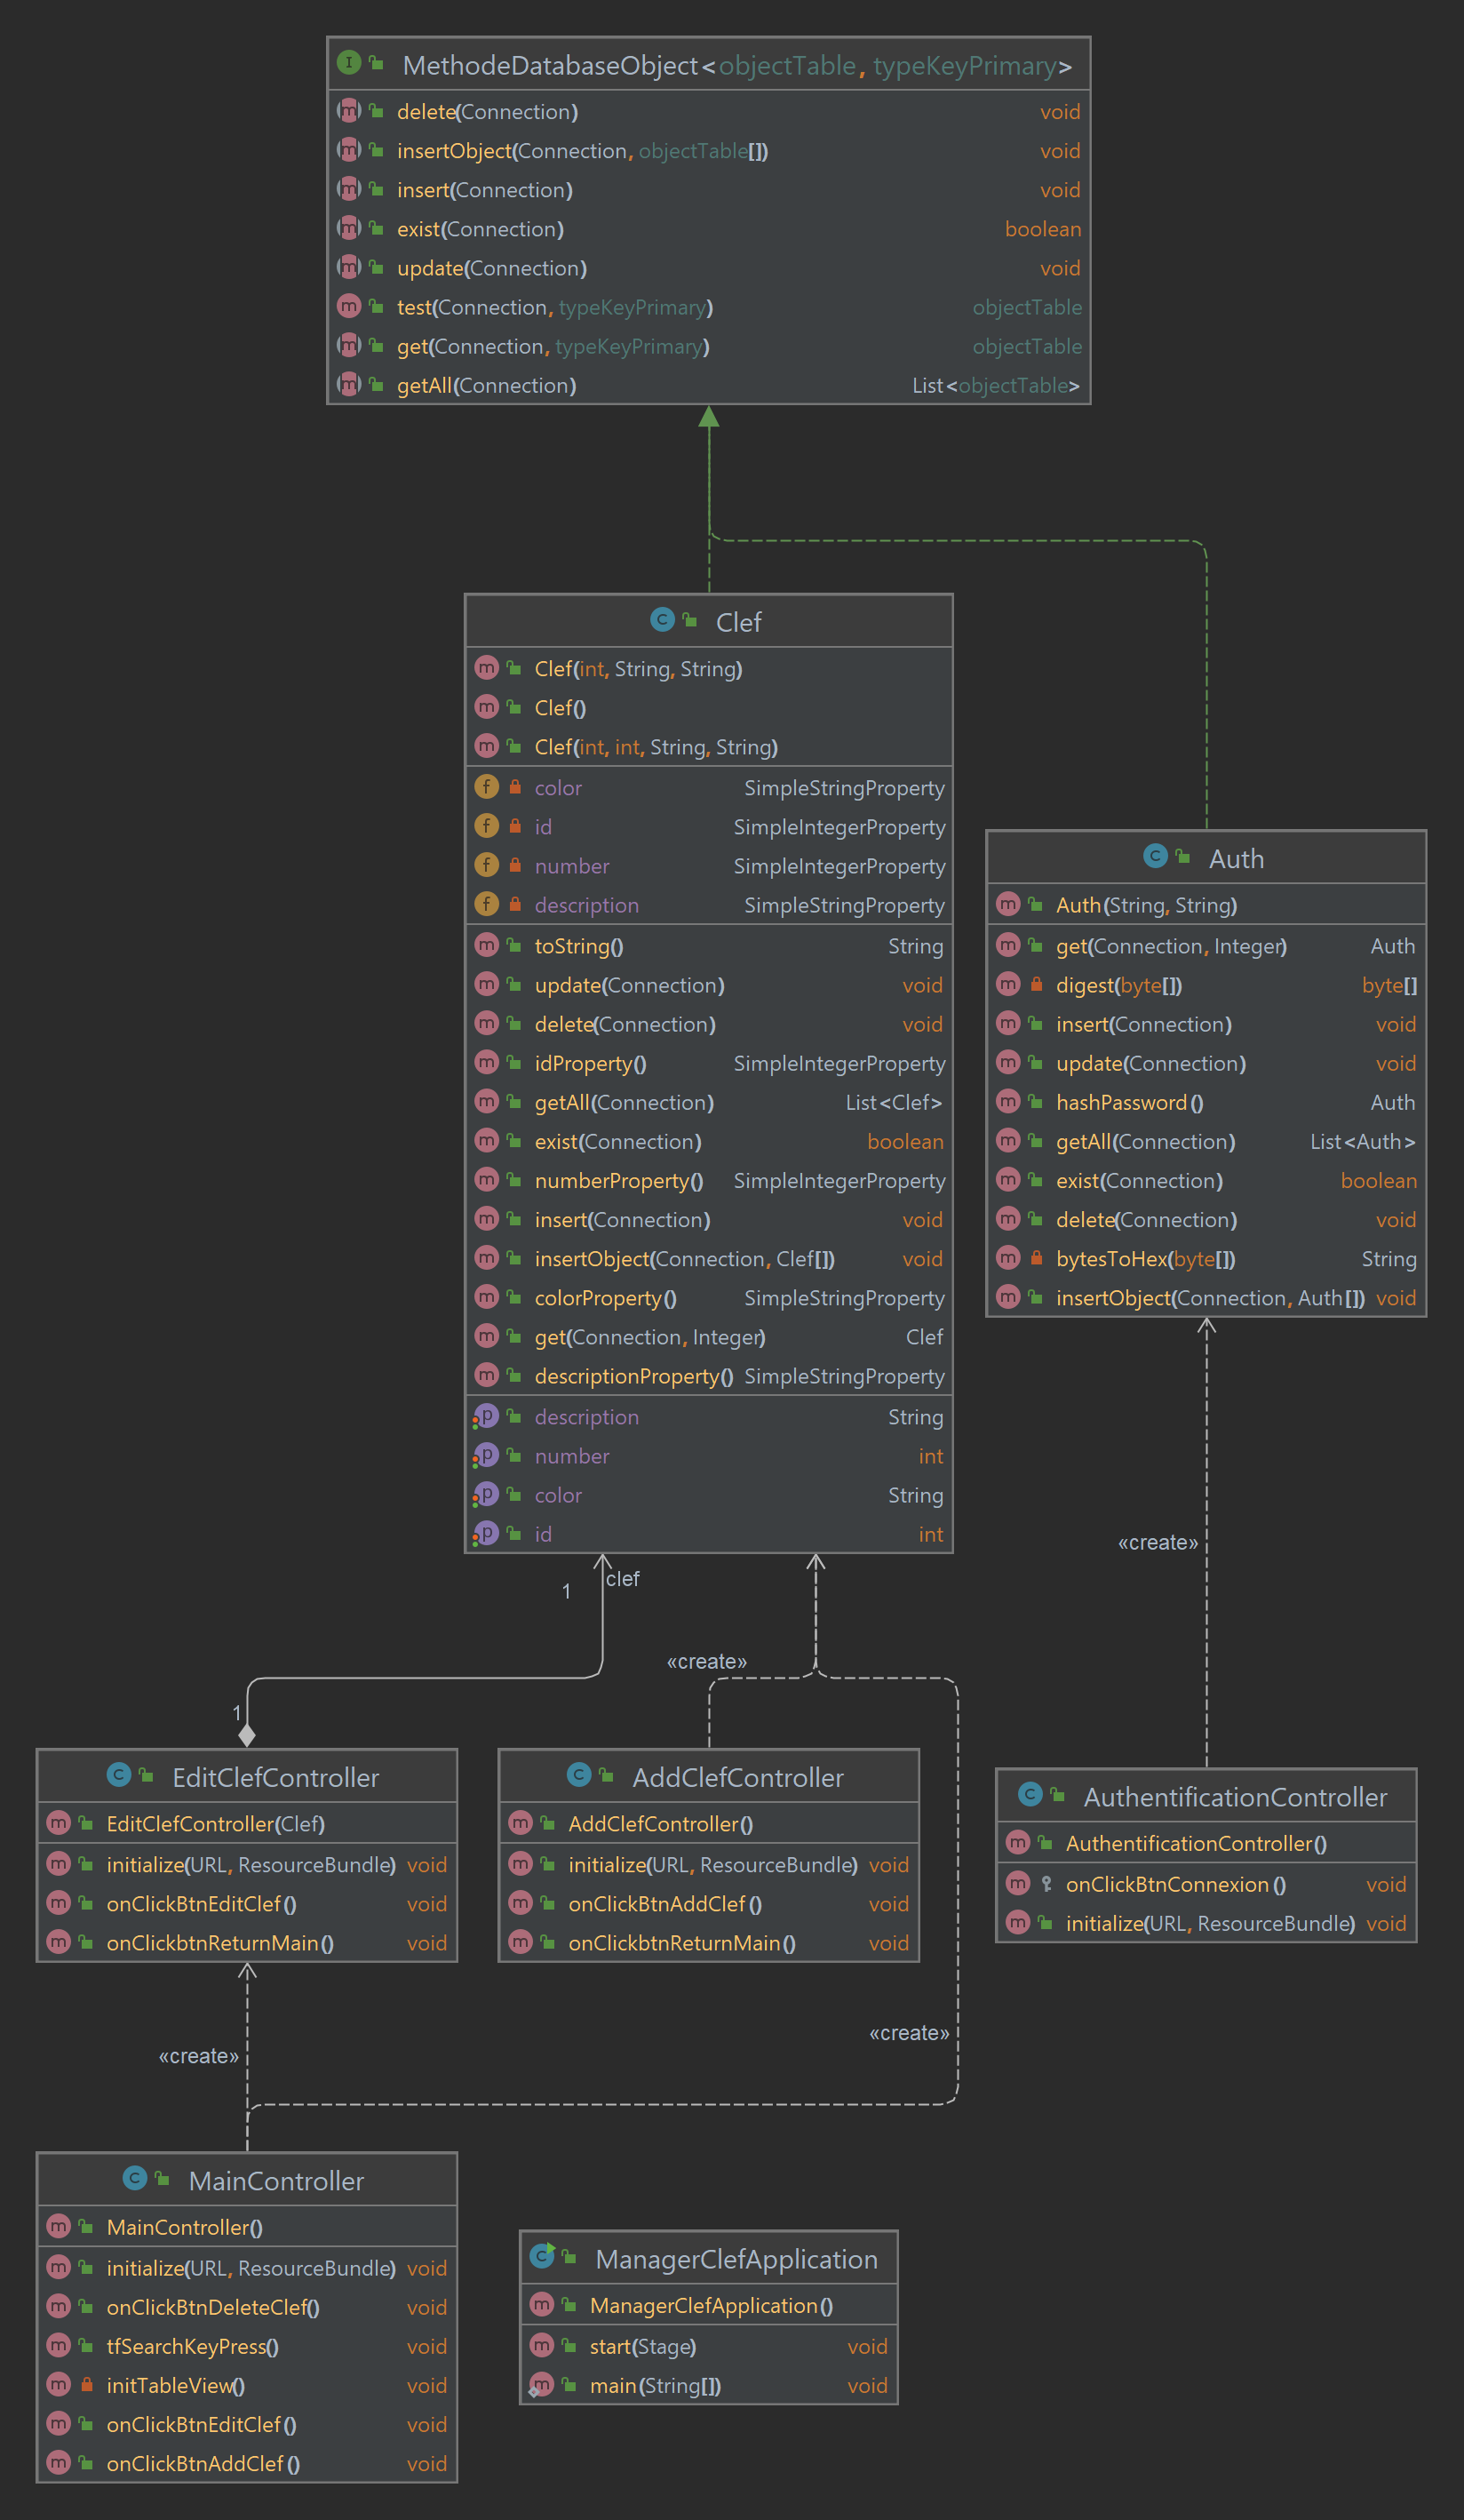 MethodeDatabaseObject<objectTable, typeKeyPrimary>
delete(Connection) void
insertObject(Connection, objectTable[]) void
insert(Connection) void
exist(Connection) boolean
update(Connection) void
test(Connection, typeKeyPrimary) objectTable
get(Connection, typeKeyPrimary) objectTable
getAll(Connection) List<objectTable>
Clef
Clef(int, String, String)
Clef()
Clef(int, int, String, String)
color SimpleStringProperty
id SimpleIntegerProperty
number SimpleIntegerProperty
description SimpleStringProperty
toString() String
update(Connection) void
delete(Connection) void
idProperty() SimpleIntegerProperty
getAll(Connection) List<Clef>
exist(Connection) boolean
numberProperty() SimpleIntegerProperty
insert(Connection) void
insertObject(Connection, Clef[]) void
colorProperty() SimpleStringProperty
get(Connection, Integer) Clef
descriptionProperty() SimpleStringProperty
description String
number int
color String
id int
Auth
Auth(String, String)
get(Connection, Integer) Auth
digest(byte[]) byte[]
insert(Connection) void
update(Connection) void
hashPassword() Auth
getAll(Connection) List<Auth>
exist(Connection) boolean
delete(Connection) void
bytesToHex(byte[]) String
insertObject(Connection, Auth[]) void
«create»
1
clef
«create»
1
EditClefController
EditClefController(Clef)
initialize(URL, ResourceBundle) void
onClickBtnEditClef() void
onClickbtnReturnMain() void
AddClefController
AddClefController()
initialize(URL, ResourceBundle) void
onClickBtnAddClef() void
onClickbtnReturnMain() void
AuthentificationController
AuthentificationController()
onClickBtnConnexion() void
initialize(URL, ResourceBundle) void
«create»
«create»
MainController
MainController()
initialize(URL, ResourceBundle) void
onClickBtnDeleteClef() void
tfSearchKeyPress() void
initTableView() void
onClickBtnEditClef() void
onClickBtnAddClef() void
ManagerClefApplication
ManagerClefApplication()
start(Stage) void
main(String[]) void